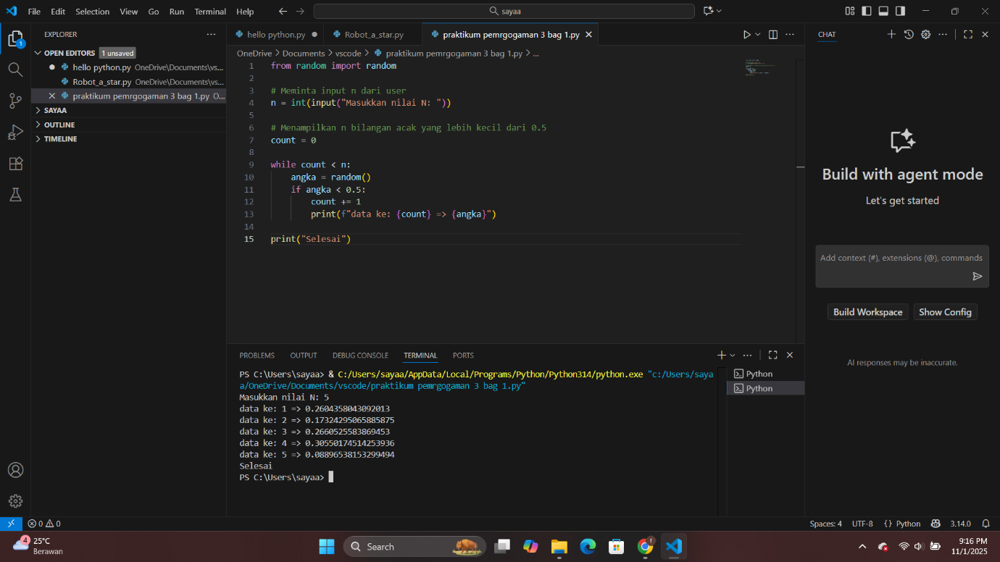 File Edit Selection View Go Run Terminal Help
sayaa
EXPLORER
OPEN EDITORS 1 unsaved
hello python.py OneDrive\Documents\vs...
Robot_a_star.py OneDrive\Documents\vs...
praktikum pemrgogaman 3 bag 1.py O...
SAYAA
OUTLINE
TIMELINE
1
hello python.py
Robot_a_star.py
praktikum pemrgogaman 3 bag 1.py
OneDrive > Documents > vscode > praktikum pemrgogaman 3 bag 1.py > ...
1 from random import random
2
3 # Meminta input n dari user
4 n = int(input("Masukkan nilai N: "))
5
6 # Menampilkan n bilangan acak yang lebih kecil dari 0.5
7 count = 0
8
9 while count < n:
10 angka = random()
11 if angka < 0.5:
12 count += 1
13 print(f"data ke: {count} => {angka}")
14
15 print("Selesai")
PROBLEMS OUTPUT DEBUG CONSOLE TERMINAL PORTS
PS C:\Users\sayaa> & C:/Users/sayaa/AppData/Local/Programs/Python/Python314/python.exe "c:/Users/saya
a/OneDrive/Documents/vscode/praktikum pemrgogaman 3 bag 1.py"
Masukkan nilai N: 5
data ke: 1 => 0.2604358043092013
data ke: 2 => 0.17324295065885875
data ke: 3 => 0.2660525583869453
data ke: 4 => 0.30550174514253936
data ke: 5 => 0.08896538153299494
Selesai
PS C:\Users\sayaa>
Python
Python
CHAT
Build with agent mode
Let's get started
Add context (#), extensions (@), commands
Build Workspace Show Config
AI responses may be inaccurate.
0 0
Spaces: 4 UTF-8 {} Python 3.14.0
4
25°C
Berawan
Search
9:16 PM
11/1/2025